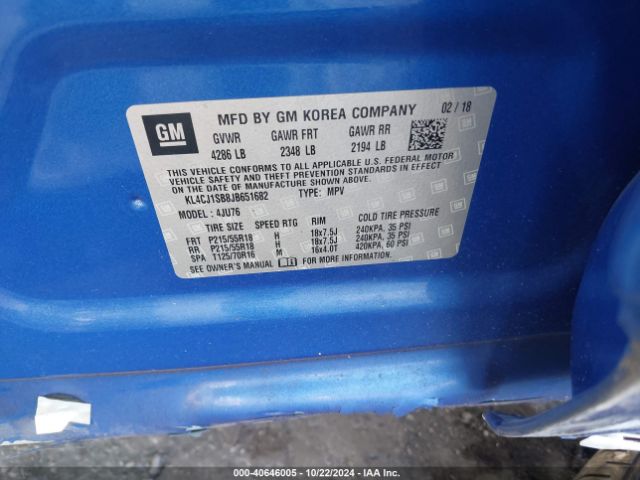 GM
MFD BY GM KOREA COMPANY 02 / 18
GVWR GAWR FRT GAWR RR
4286 LB 2348 LB 2194 LB
THIS VEHICLE CONFORMS TO ALL APPLICABLE U.S. FEDERAL MOTOR
VEHICLE SAFETY AND THEFT PREVENTION STANDARDS IN EFFECT ON THE
DATE OF MANUFACTURE SHOWN ABOVE.
KL4CJ1SB8JB651682 TYPE: MPV
MODEL : 4JU76
TIRE SIZE SPEED RTG RIM COLD TIRE PRESSURE
FRT P215/55R18 H 18x7.5J 240KPA, 35 PSI
RR P215/55R18 H 18x7.5J 240KPA, 35 PSI
SPA T125/70R16 M 16x4.0T 420KPA, 60 PSI
SEE OWNER'S MANUAL FOR MORE INFORMATION.
000-40646005 - 10/22/2024 - IAA Inc.